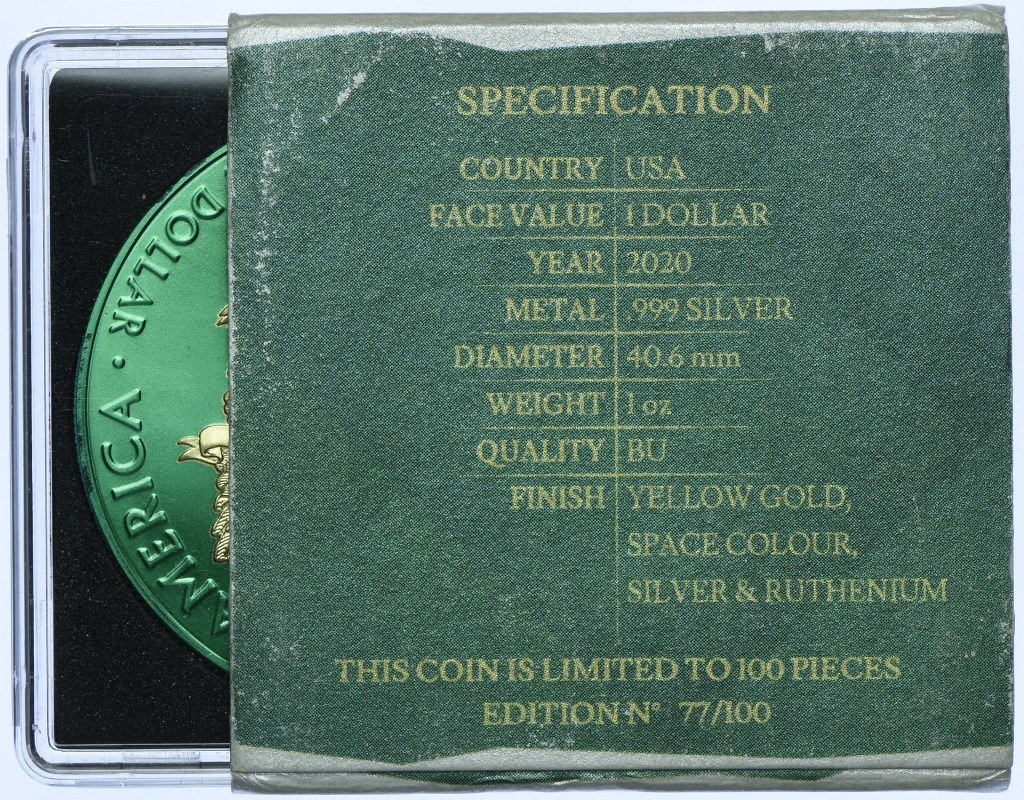 SPECIFICATION
COUNTRY USA
FACE VALUE 1 DOLLAR
YEAR 2020
METAL .999 SILVER
DIAMETER 40.6 mm
WEIGHT 1 oz
QUALITY BU
FINISH YELLOW GOLD,
SPACE COLOUR,
SILVER & RUTHENIUM
THIS COIN IS LIMITED TO 100 PIECES
EDITION N° 77/100
AMERICA · DOLLAR